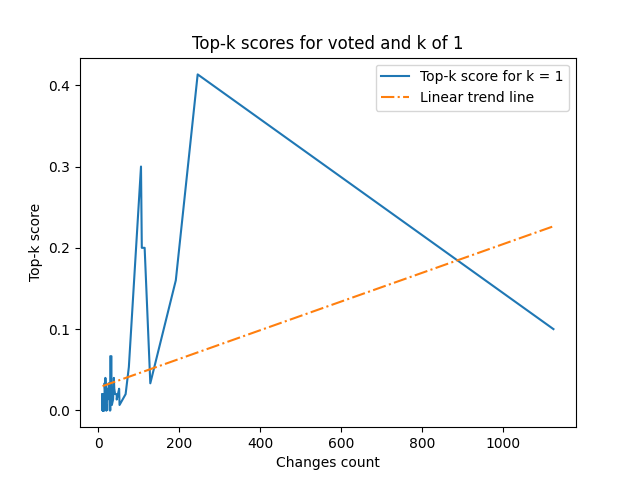 Top-k scores for voted and k of 1
Top-k score for k = 1
Linear trend line
0.4
0.3
0.2
0.1
0.0
Top-k score
0 200 400 600 800 1000
Changes count